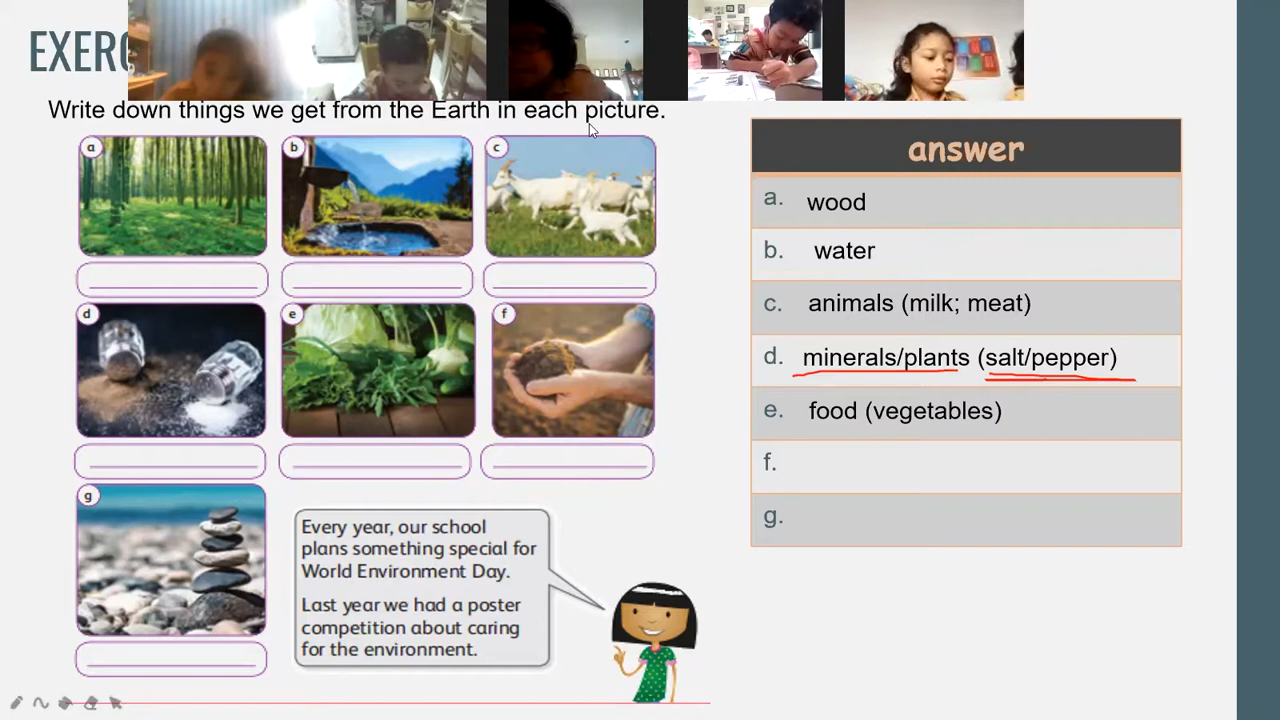 EXERC
Write down things we get from the Earth in each picture.
a
b
c
d
e
f
g
Every year, our school
plans something special for
World Environment Day.
Last year we had a poster
competition about caring
for the environment.
answer
a. wood
b. water
c. animals (milk; meat)
d. minerals/plants (salt/pepper)
e. food (vegetables)
f.
g.